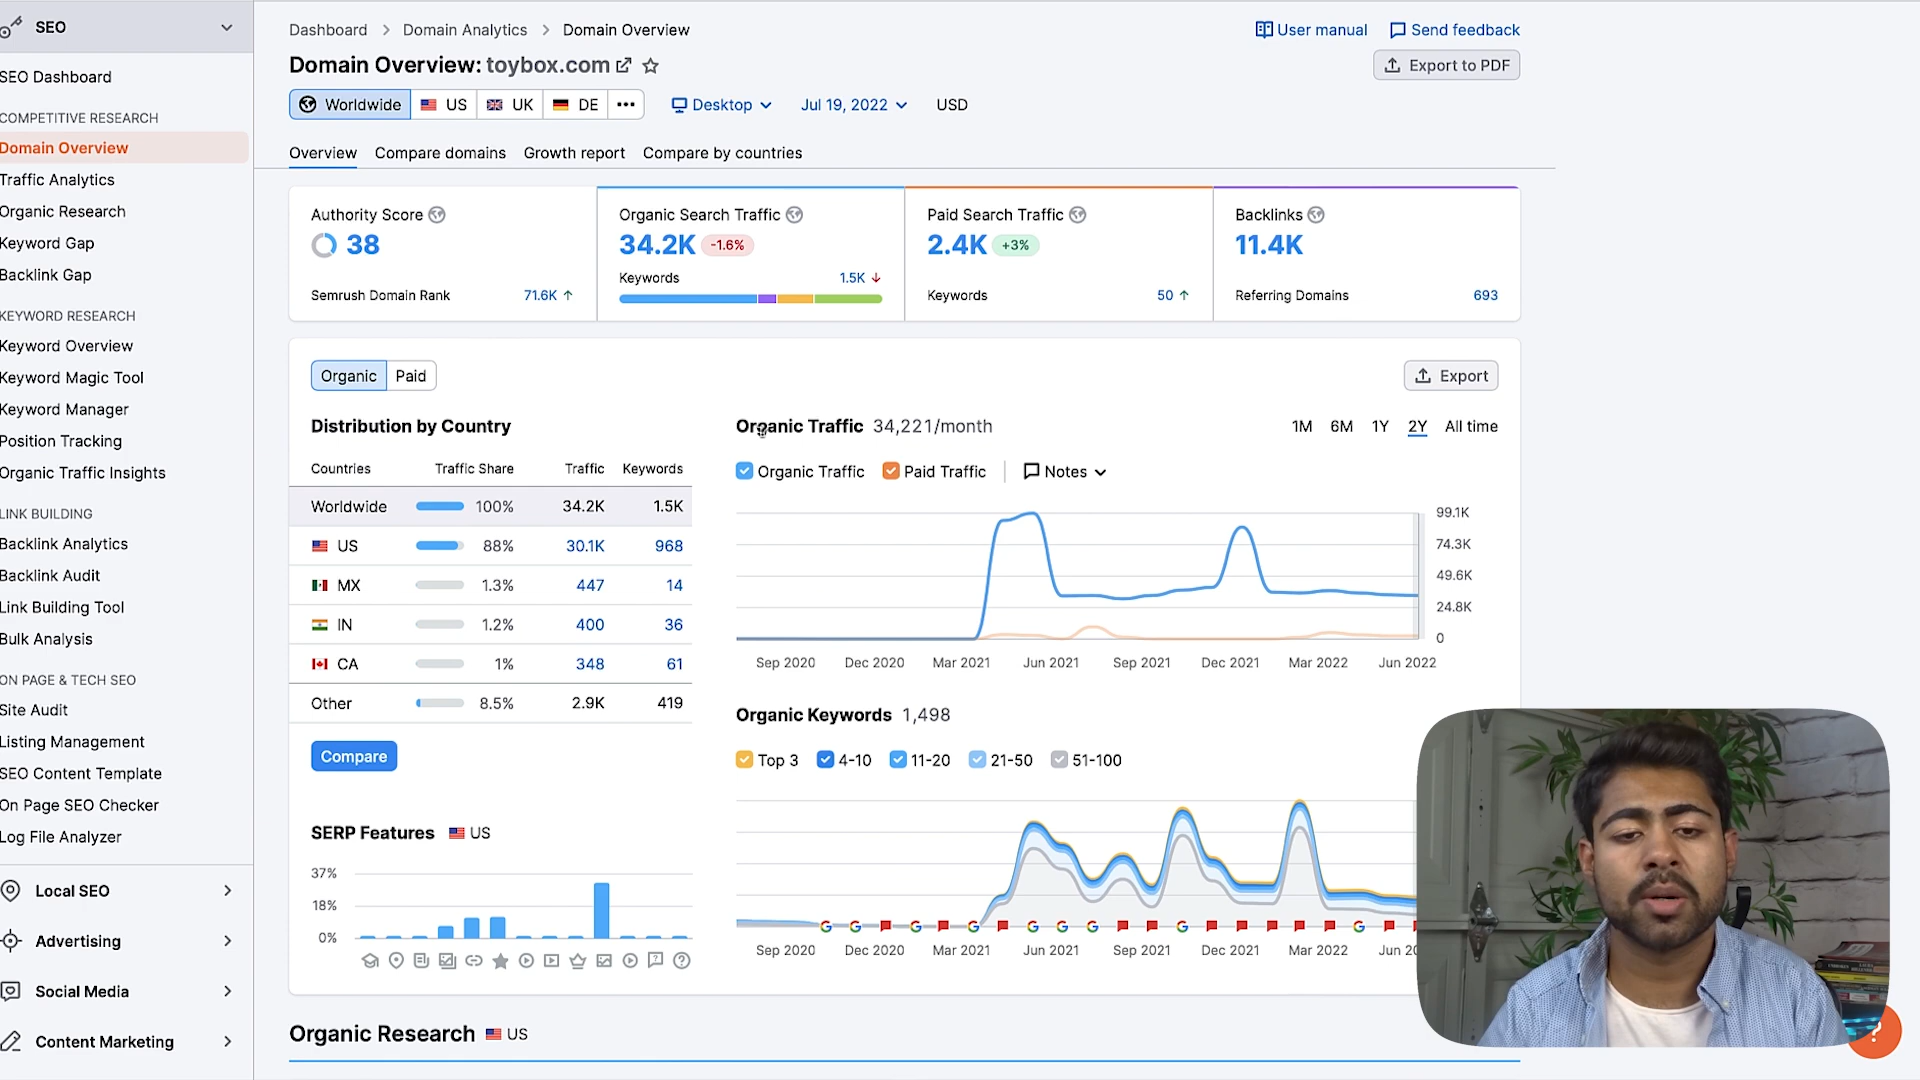 SEO
SEO Dashboard
COMPETITIVE RESEARCH
Domain Overview
Traffic Analytics
Organic Research
Keyword Gap
Backlink Gap
KEYWORD RESEARCH
Keyword Overview
Keyword Magic Tool
Keyword Manager
Position Tracking
Organic Traffic Insights
LINK BUILDING
Backlink Analytics
Backlink Audit
Link Building Tool
Bulk Analysis
ON PAGE & TECH SEO
Site Audit
Listing Management
SEO Content Template
On Page SEO Checker
Log File Analyzer
Local SEO
Advertising
Social Media
Content Marketing
Dashboard > Domain Analytics > Domain Overview
User manual Send feedback
Domain Overview: toybox.com
Export to PDF
Worldwide US UK DE ••• Desktop Jul 19, 2022 USD
Overview Compare domains Growth report Compare by countries
Authority Score
38
Semrush Domain Rank 71.6K ↑
Organic Search Traffic
34.2K -1.6%
Keywords 1.5K ↓
Paid Search Traffic
2.4K +3%
Keywords 50 ↑
Backlinks
11.4K
Referring Domains 693
Organic Paid
Export
Distribution by Country
Countries Traffic Share Traffic Keywords
Worldwide 100% 34.2K 1.5K
US 88% 30.1K 968
MX 1.3% 447 14
IN 1.2% 400 36
CA 1% 348 61
Other 8.5% 2.9K 419
Compare
SERP Features US
37%
18%
0%
Organic Traffic 34,221/month
1M 6M 1Y 2Y All time
Organic Traffic Paid Traffic Notes
99.1K
74.3K
49.6K
24.8K
0
Sep 2020 Dec 2020 Mar 2021 Jun 2021 Sep 2021 Dec 2021 Mar 2022 Jun 2022
Organic Keywords 1,498
Top 3 4-10 11-20 21-50 51-100
Sep 2020 Dec 2020 Mar 2021 Jun 2021 Sep 2021 Dec 2021 Mar 2022 Jun 20
Organic Research US
?